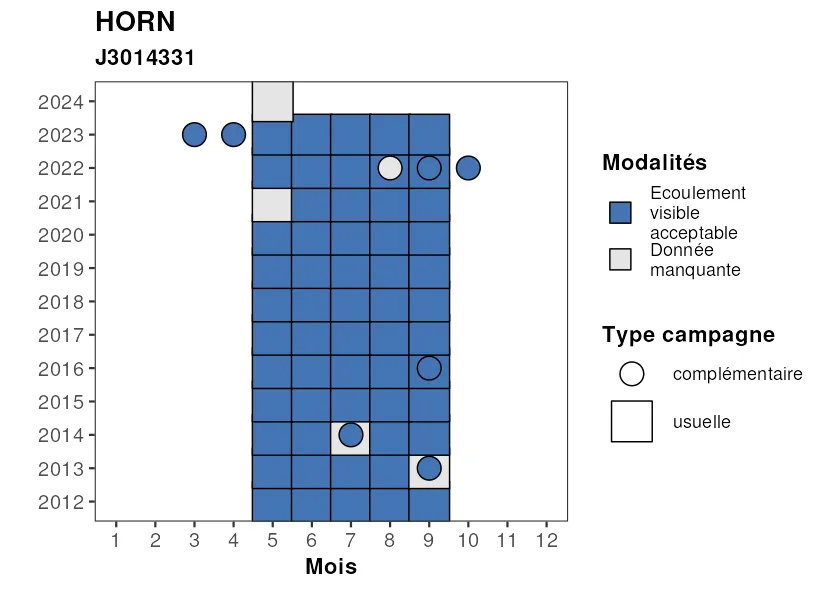 HORN
J3014331
2024
2023
2022
2021
2020
2019
2018
2017
2016
2015
2014
2013
2012
1 2 3 4 5 6 7 8 9 10 11 12
Mois
Modalités
Ecoulement
visible
acceptable
Donnée
manquante
Type campagne
complémentaire
usuelle